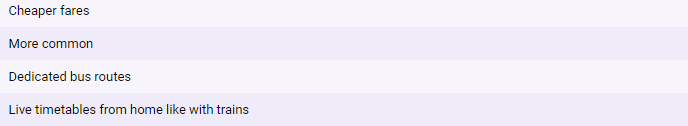 Cheaper fares
More common
Dedicated bus routes
Live timetables from home like with trains